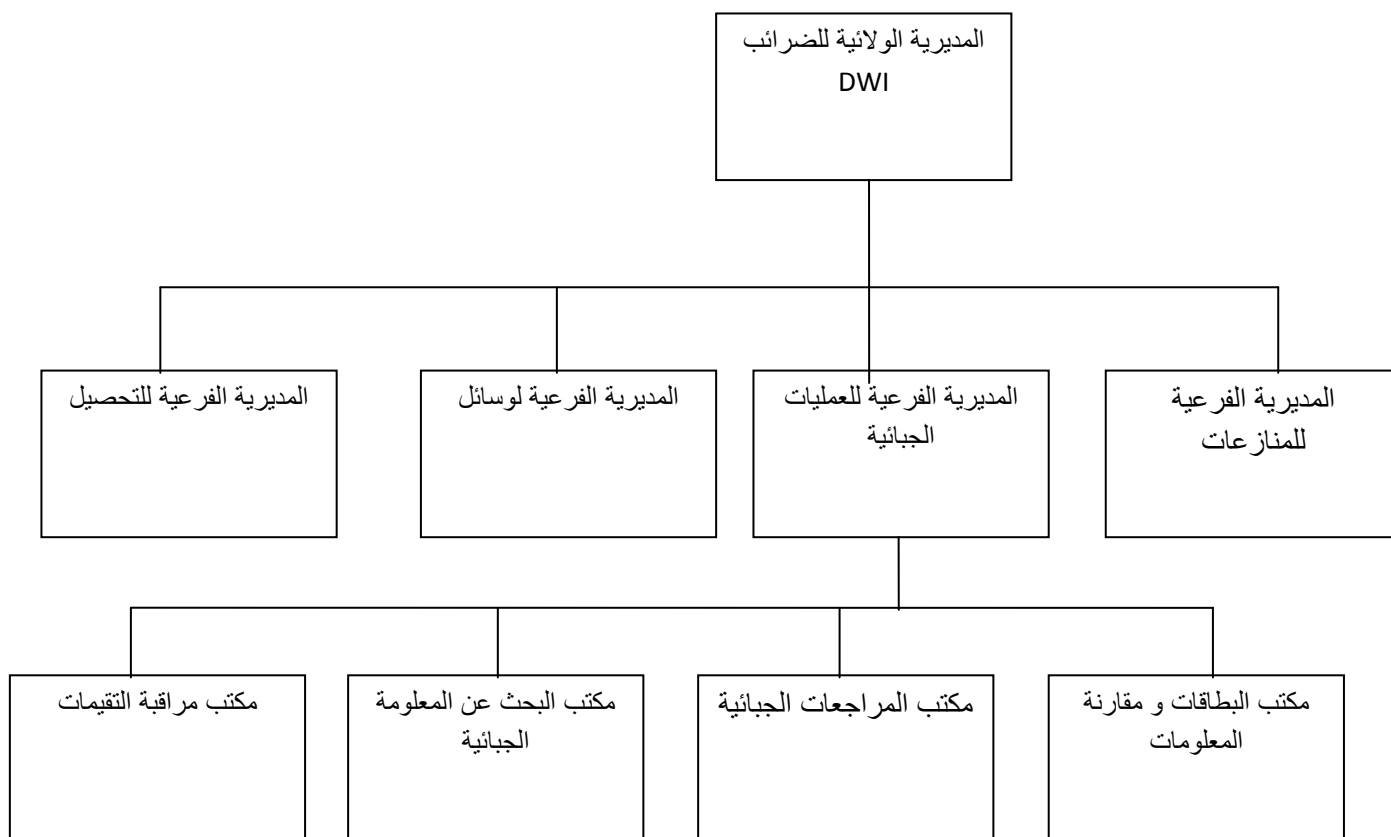 المديرية الولائية للضرائب
DWI
المديرية الفرعية
للمنازعات
المديرية الفرعية للعمليات
الجبائية
المديرية الفرعية لوسائل
المديرية الفرعية للتحصيل
مكتب البطاقات و مقارنة
المعلومات
مكتب المراجعات الجبائية
مكتب البحث عن المعلومة
الجبائية
مكتب مراقبة التقيمات